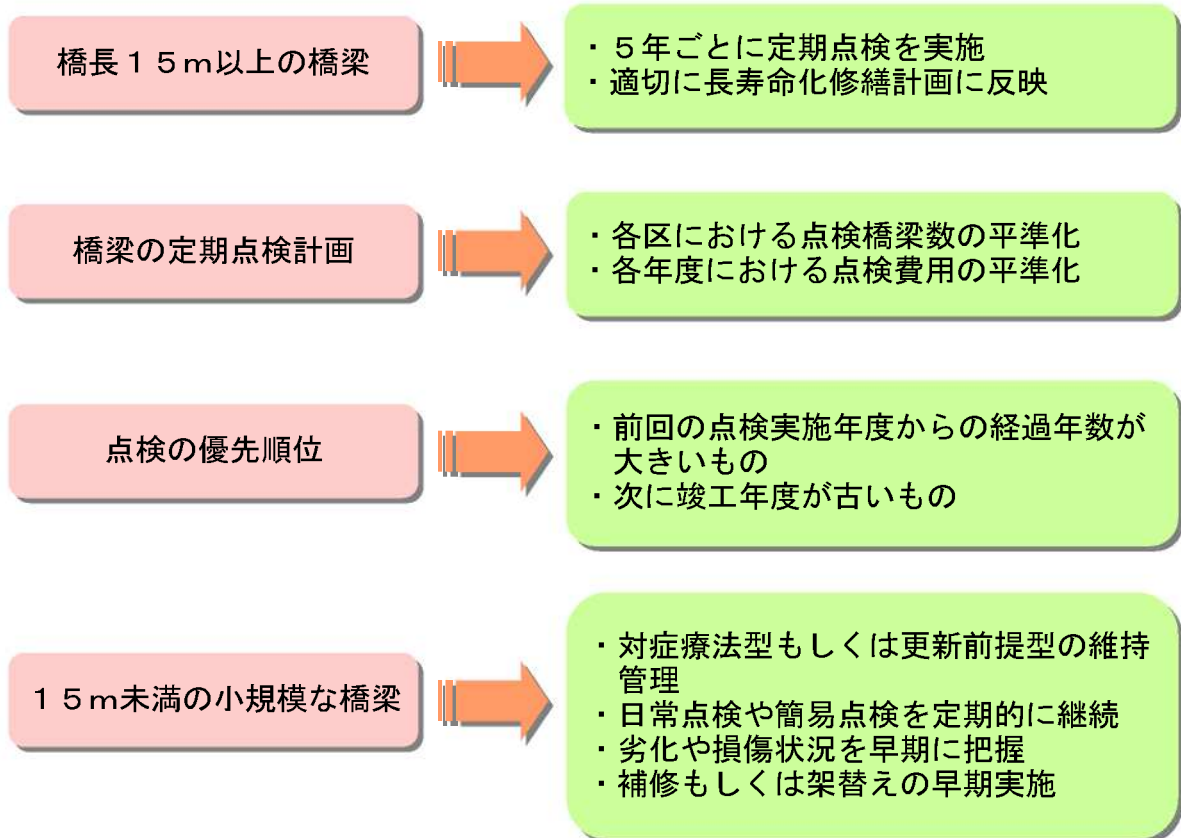 橋長１５ｍ以上の橋梁
・５年ごとに定期点検を実施
・適切に長寿命化修繕計画に反映
橋梁の定期点検計画
・各区における点検橋梁数の平準化
・各年度における点検費用の平準化
点検の優先順位
・前回の点検実施年度からの経過年数が
大きいもの
・次に竣工年度が古いもの
１５ｍ未満の小規模な橋梁
・対症療法型もしくは更新前提型の維持
管理
・日常点検や簡易点検を定期的に継続
・劣化や損傷状況を早期に把握
・補修もしくは架替えの早期実施